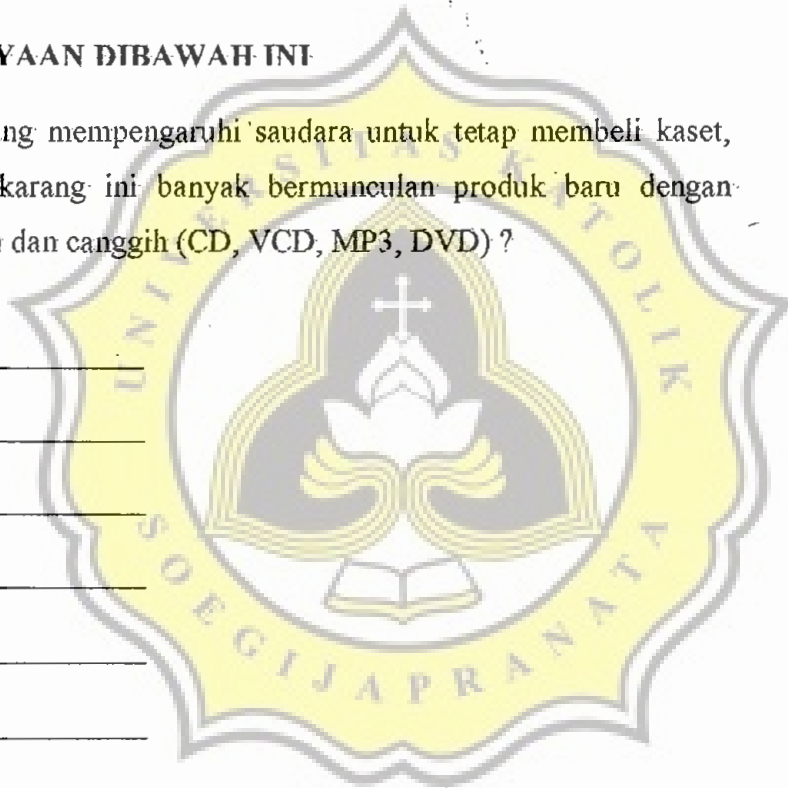 YAAN DIBAWAH INI
ng mempengaruhi saudara untuk tetap membeli kaset,
karang ini banyak bermunculan produk baru dengan
dan canggih (CD, VCD, MP3, DVD) ?
UNIVERSITAS KATOLIK
SOEGIJAPRANATA